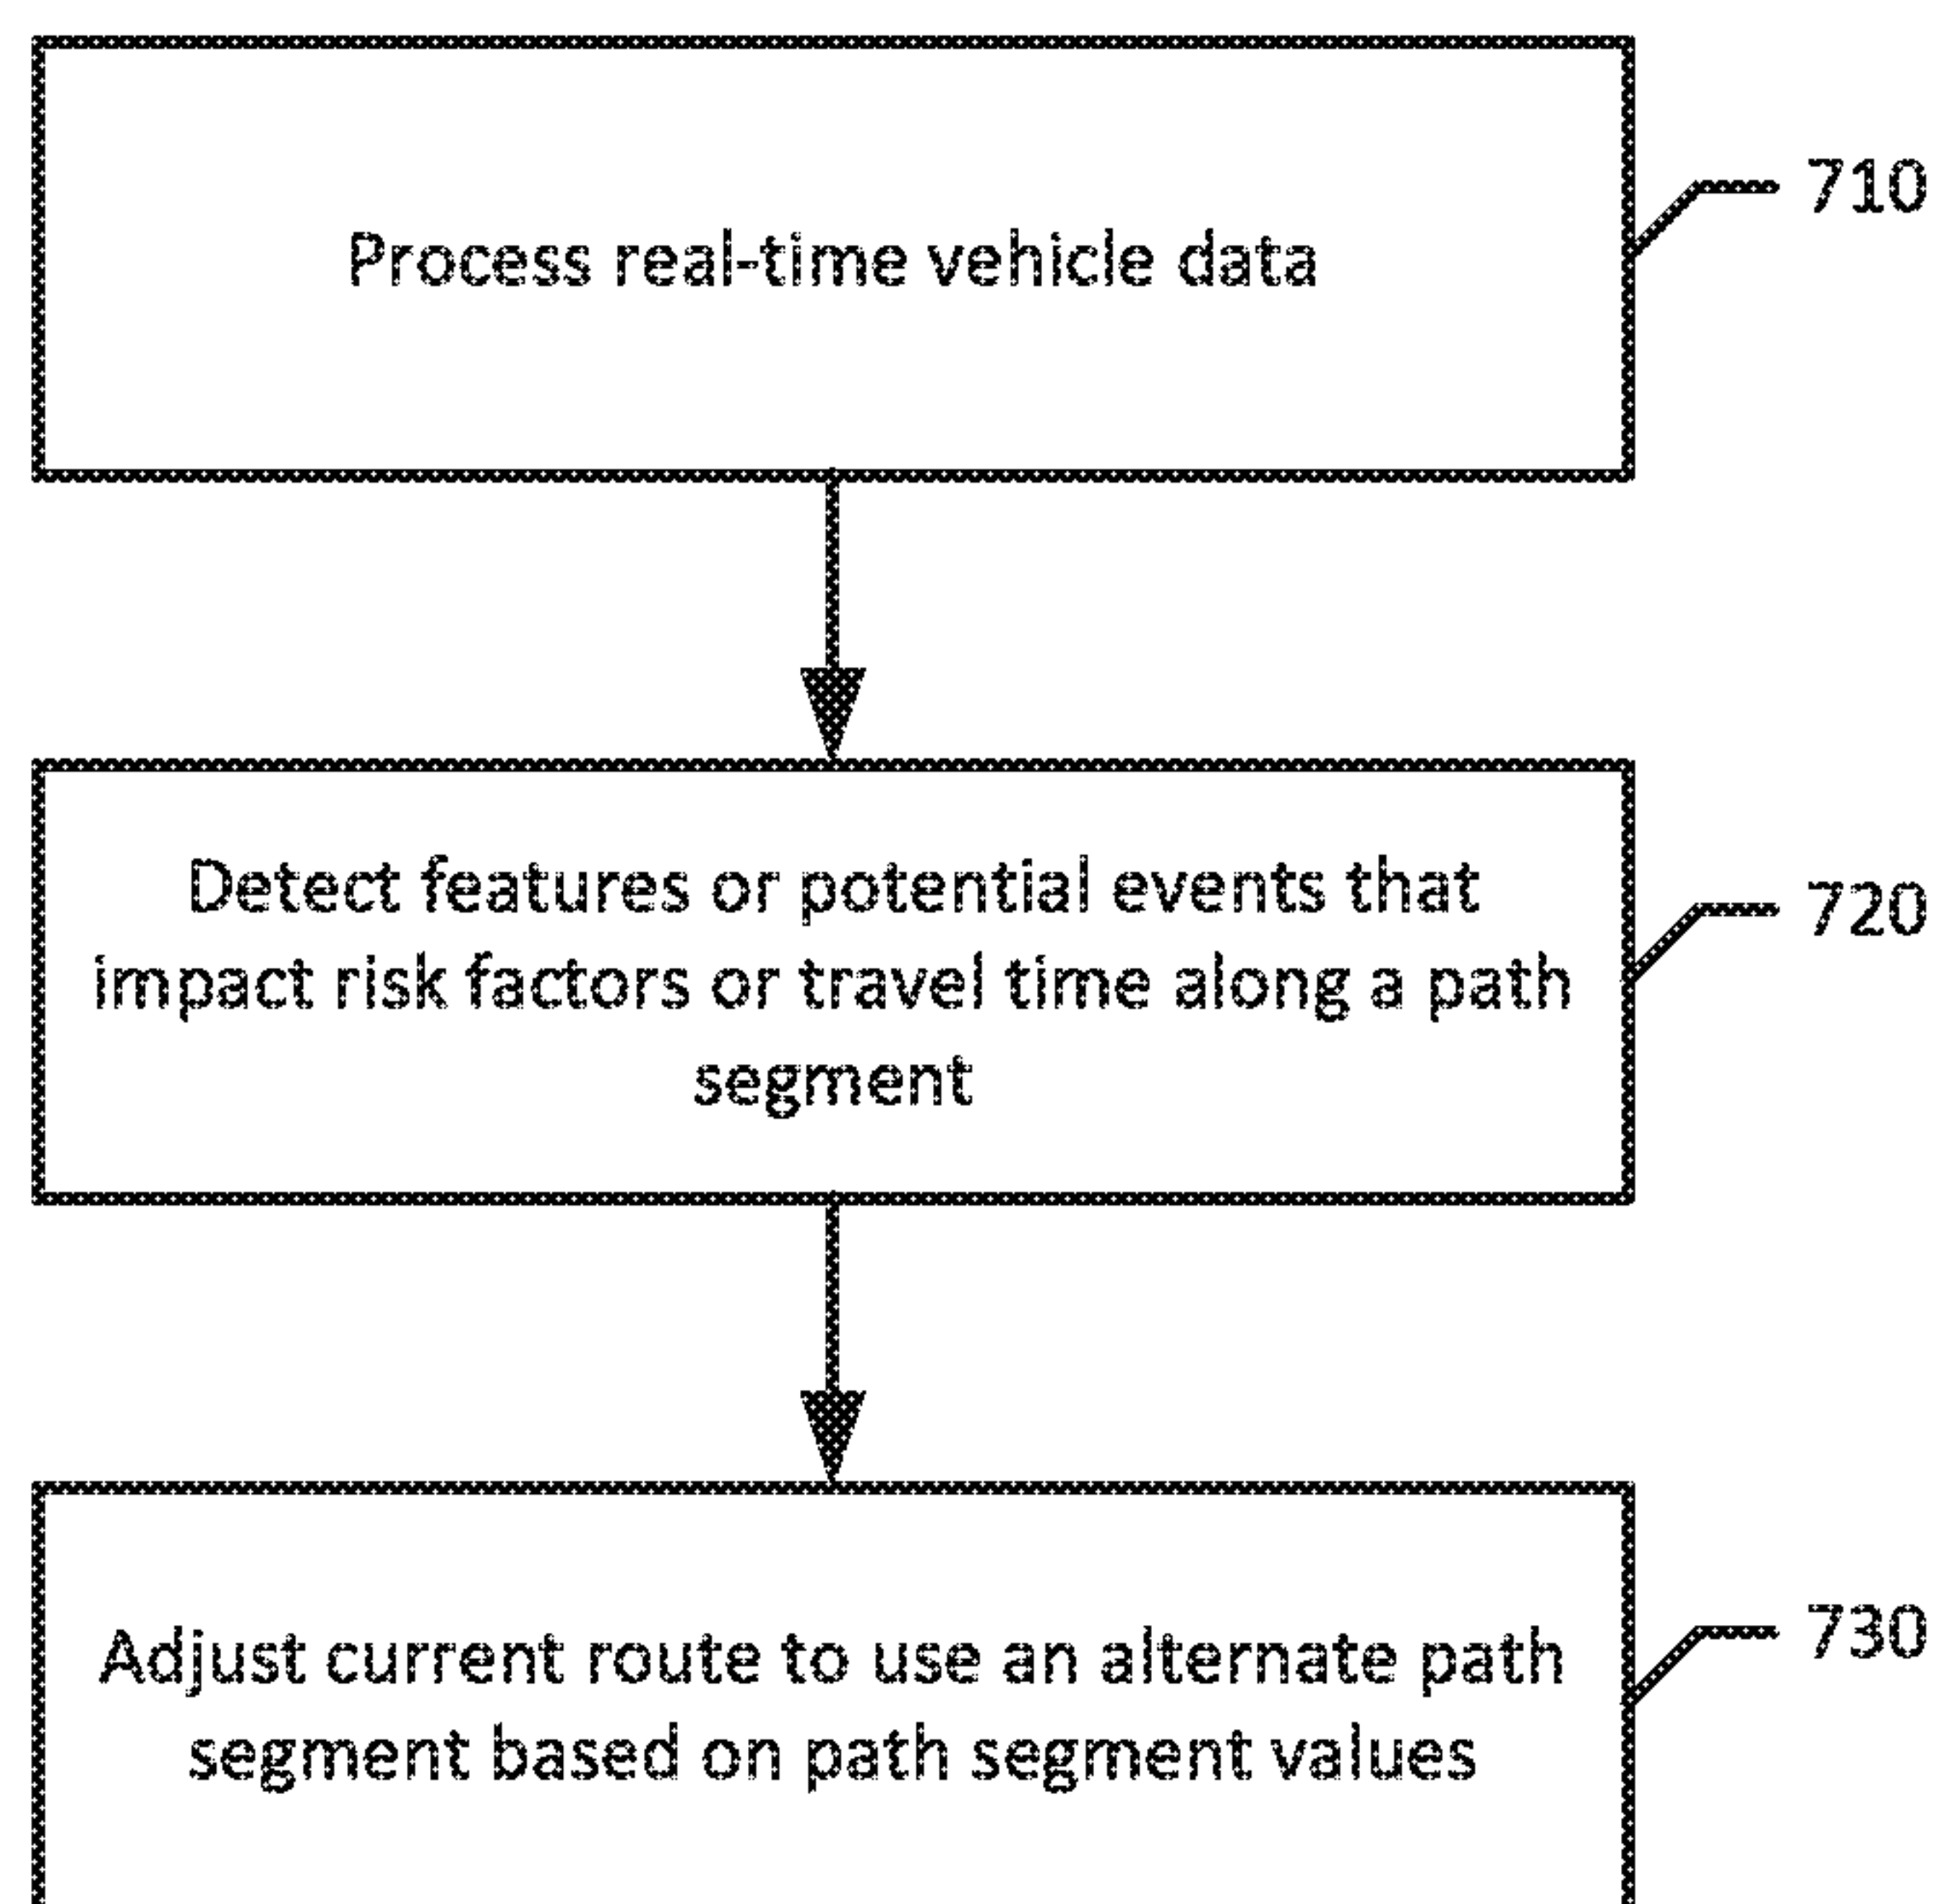 Process real-time vehicle data
710
Detect features or potential events that
impact risk factors or travel time along a path
segment
720
Adjust current route to use an alternate path
segment based on path segment values
730